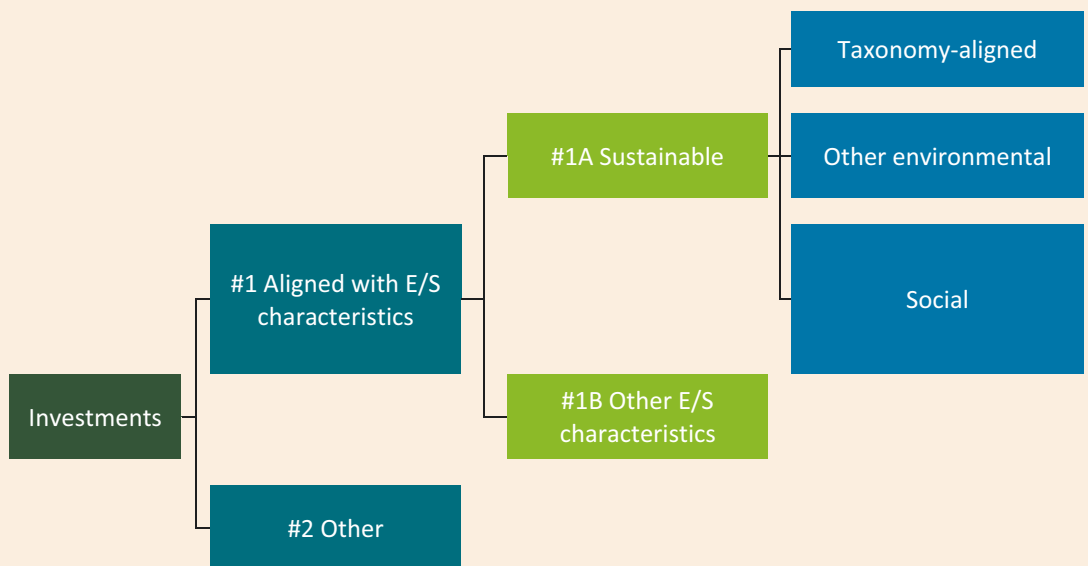 Investments
#1 Aligned with E/S
characteristics
#2 Other
#1A Sustainable
#1B Other E/S
characteristics
Taxonomy-aligned
Other environmental
Social